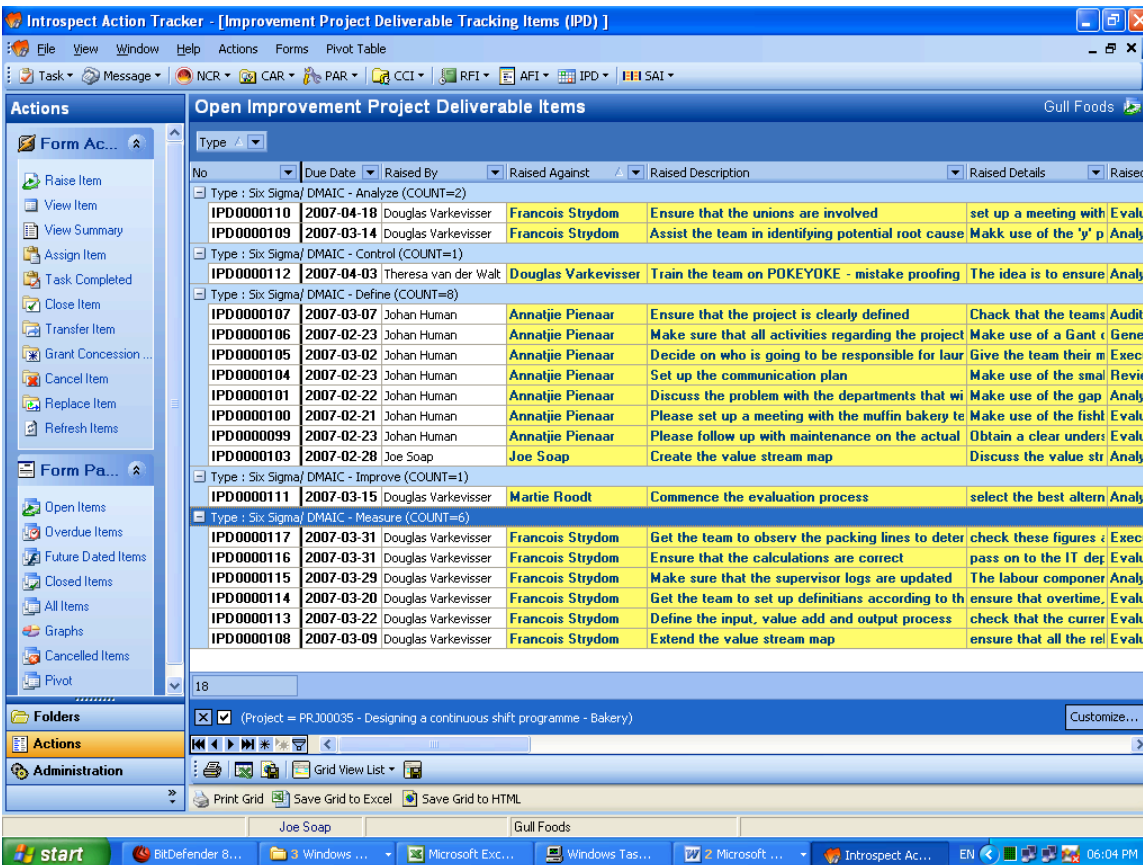 Introspect Action Tracker - [Improvement Project Deliverable Tracking Items (IPD) ]
File View Window Help Actions Forms Pivot Table
Task Message NCR CAR PAR CCI RFI AFI IPD SAI
Actions
Open Improvement Project Deliverable Items Gull Foods
Form Ac...
Raise Item
View Item
View Summary
Assign Item
Task Completed
Close Item
Transfer Item
Grant Concession ...
Cancel Item
Replace Item
Refresh Items
Form Pa...
Open Items
Overdue Items
Future Dated Items
Closed Items
All Items
Graphs
Cancelled Items
Pivot
Folders
Actions
Administration
Type
No Due Date Raised By Raised Against Raised Description Raised Details Raised
Type : Six Sigma/ DMAIC - Analyze (COUNT=2)
IPD0000110 2007-04-18 Douglas Varkevisser Francois Strydom Ensure that the unions are involved set up a meeting with Evalu
IPD0000109 2007-03-14 Douglas Varkevisser Francois Strydom Assist the team in identifying potential root cause Makk use of the 'y' p Analy
Type : Six Sigma/ DMAIC - Control (COUNT=1)
IPD0000112 2007-04-03 Theresa van der Walt Douglas Varkevisser Train the team on POKEYOKE - mistake proofing The idea is to ensure Analy
Type : Six Sigma/ DMAIC - Define (COUNT=8)
IPD0000107 2007-03-07 Johan Human Annatjie Pienaar Ensure that the project is clearly defined Chack that the teams Audit
IPD0000106 2007-02-23 Johan Human Annatjie Pienaar Make sure that all activities regarding the project Make use of a Gant Gene
IPD0000105 2007-03-02 Johan Human Annatjie Pienaar Decide on who is going to be responsible for laur Give the team their m Exec
IPD0000104 2007-02-23 Johan Human Annatjie Pienaar Set up the communication plan Make use of the smal Revie
IPD0000101 2007-02-22 Johan Human Annatjie Pienaar Discuss the problem with the departments that wi Make use of the gap Analy
IPD0000100 2007-02-21 Johan Human Annatjie Pienaar Please set up a meeting with the muffin bakery te Make use of the fishb Evalu
IPD0000099 2007-02-23 Johan Human Annatjie Pienaar Please follow up with maintenance on the actual Obtain a clear unders Evalu
IPD0000103 2007-02-28 Joe Soap Joe Soap Create the value stream map Discuss the value str Analy
Type : Six Sigma/ DMAIC - Improve (COUNT=1)
IPD0000111 2007-03-15 Douglas Varkevisser Martie Roodt Commence the evaluation process select the best altern Analy
Type : Six Sigma/ DMAIC - Measure (COUNT=6)
IPD0000117 2007-03-31 Douglas Varkevisser Francois Strydom Get the team to observ the packing lines to deter check these figures Exec
IPD0000116 2007-03-31 Douglas Varkevisser Francois Strydom Ensure that the calculations are correct pass on to the IT dep Evalu
IPD0000115 2007-03-29 Douglas Varkevisser Francois Strydom Make sure that the supervisor logs are updated The labour componer Analy
IPD0000114 2007-03-20 Douglas Varkevisser Francois Strydom Get the team to set up definitians according to th ensure that overtime, Evalu
IPD0000113 2007-03-22 Douglas Varkevisser Francois Strydom Define the input, value add and output process check that the currer Evalu
IPD0000108 2007-03-09 Douglas Varkevisser Francois Strydom Extend the value stream map ensure that all the rel Evalu
18
(Project = PRJ00035 - Designing a continuous shift programme - Bakery) Customize...
Grid View List
Print Grid Save Grid to Excel Save Grid to HTML
Joe Soap Gull Foods
start BitDefender 8... 3 Windows ... Microsoft Exc... Windows Tas... 2 Microsoft ... Introspect Ac... EN 06:04 PM